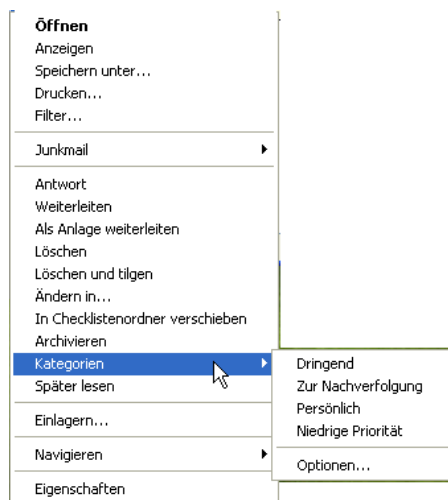 Öffnen
Anzeigen
Speichern unter...
Drucken...
Filter...
Junkmail
Antwort
Weiterleiten
Als Anlage weiterleiten
Löschen
Löschen und tilgen
Ändern in...
In Checklistenordner verschieben
Archivieren
Kategorien
Später lesen
Einlagern...
Navigieren
Eigenschaften
Dringend
Zur Nachverfolgung
Persönlich
Niedrige Priorität
Optionen...